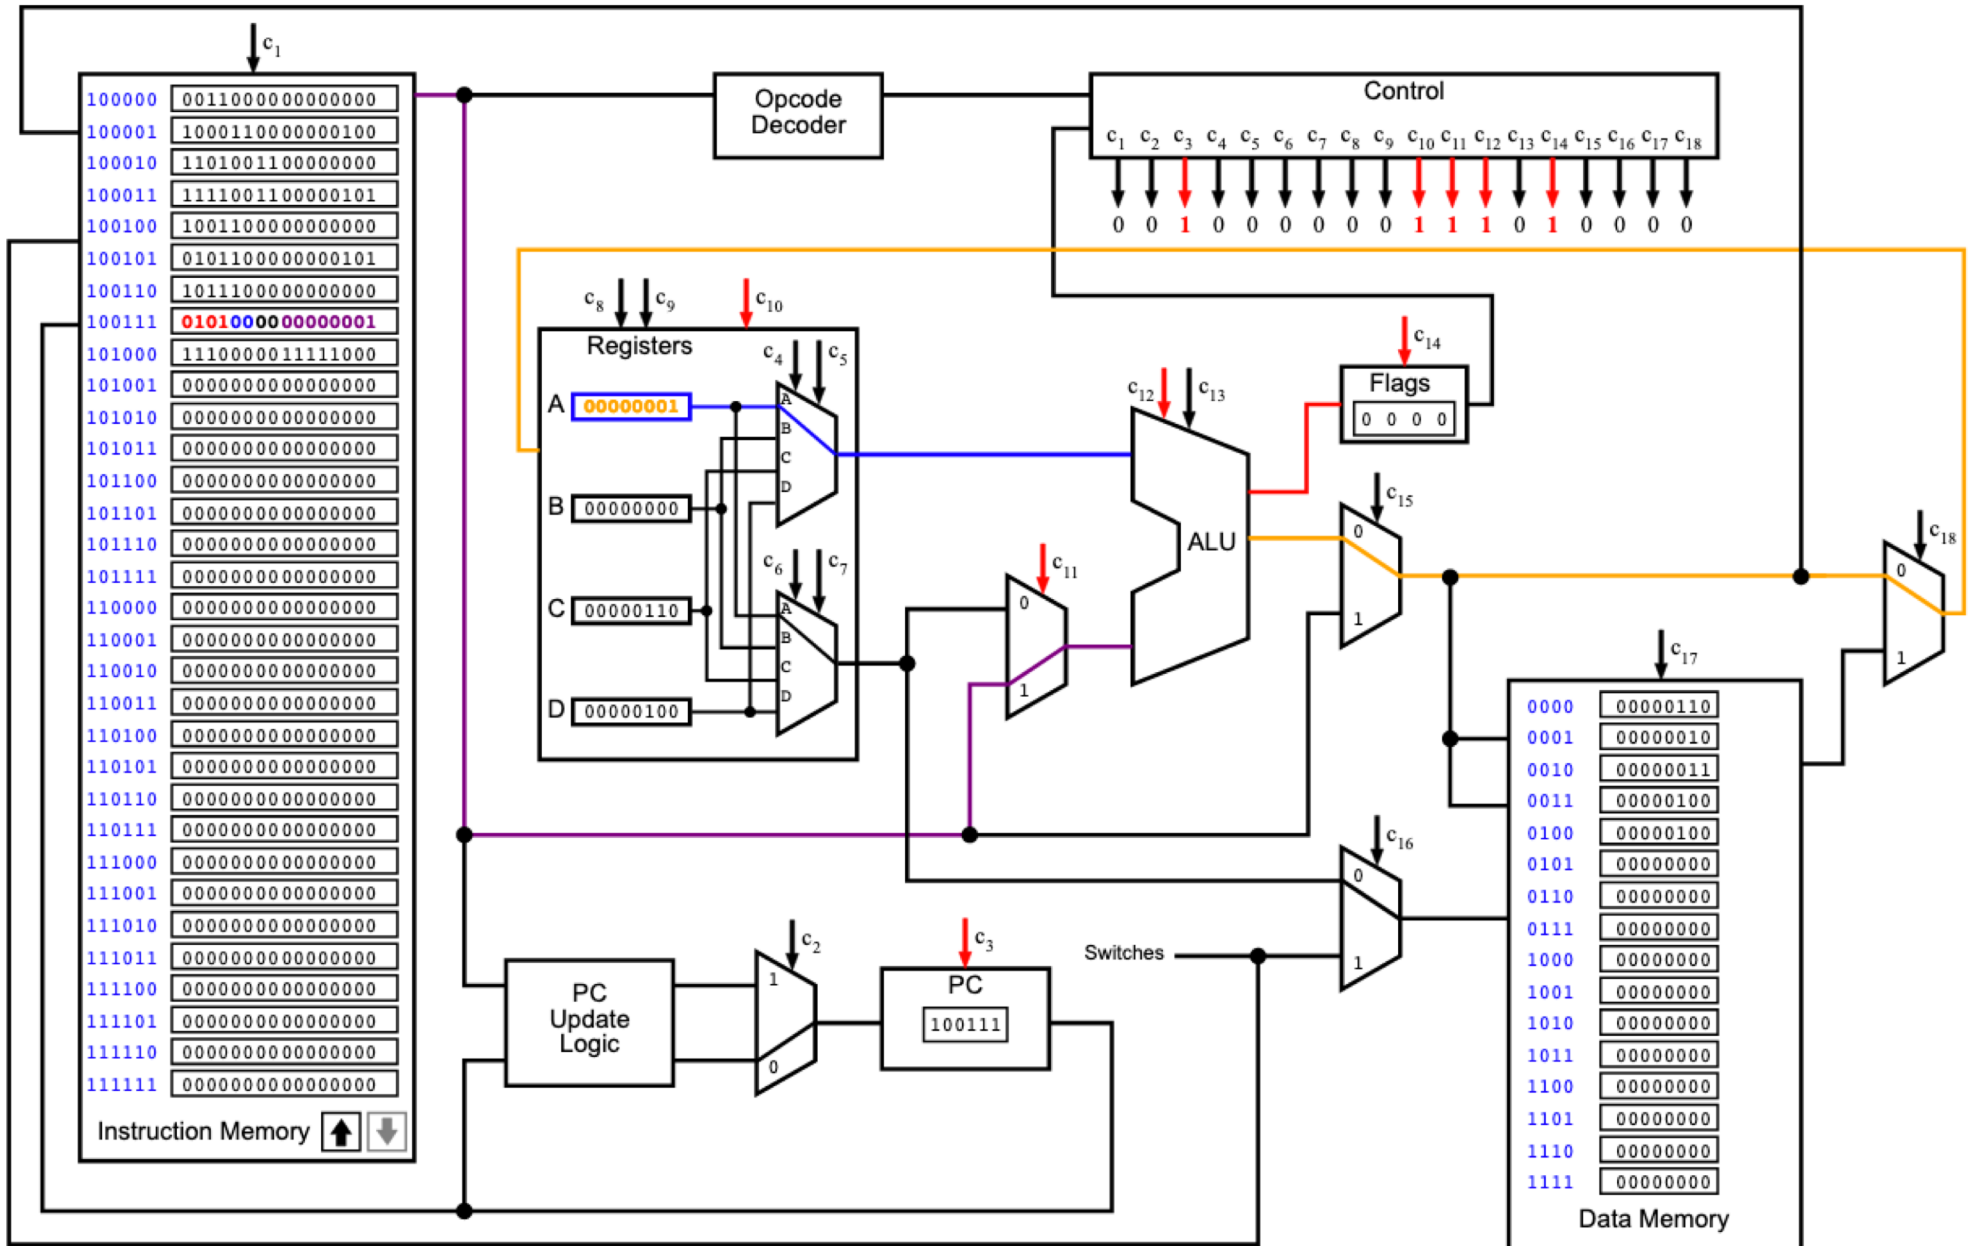 c1
100000 0011000000000000
100001 1000110000000100
100010 1101001100000000
100011 1111001100000101
100100 1001100000000000
100101 0101100000000101
100110 1011100000000000
100111 0101000000000001
101000 1110000011111000
101001 0000000000000000
101010 0000000000000000
101011 0000000000000000
101100 0000000000000000
101101 0000000000000000
101110 0000000000000000
101111 0000000000000000
110000 0000000000000000
110001 0000000000000000
110010 0000000000000000
110011 0000000000000000
110100 0000000000000000
110101 0000000000000000
110110 0000000000000000
110111 0000000000000000
111000 0000000000000000
111001 0000000000000000
111010 0000000000000000
111011 0000000000000000
111100 0000000000000000
111101 0000000000000000
111110 0000000000000000
111111 0000000000000000
Instruction Memory
Opcode
Decoder
Control
c1 c2 c3 c4 c5 c6 c7 c8 c9 c10 c11 c12 c13 c14 c15 c16 c17 c18
0 0 1 0 0 0 0 0 0 1 1 1 0 1 0 0 0 0
c8 c9 c10
Registers
c4 c5
A 00000001
A
B
C
D
B 00000000
c6 c7
C 00000110
A
B
C
D
D 00000100
c11
0
1
c12 c13
ALU
c14
Flags
0 0 0 0
c15
0
1
c18
0
1
c16
0
1
Switches
PC
Update
Logic
c2
1
0
c3
PC
100111
c17
0000 00000110
0001 00000010
0010 00000011
0011 00000100
0100 00000100
0101 00000000
0110 00000000
0111 00000000
1000 00000000
1001 00000000
1010 00000000
1011 00000000
1100 00000000
1101 00000000
1110 00000000
1111 00000000
Data Memory